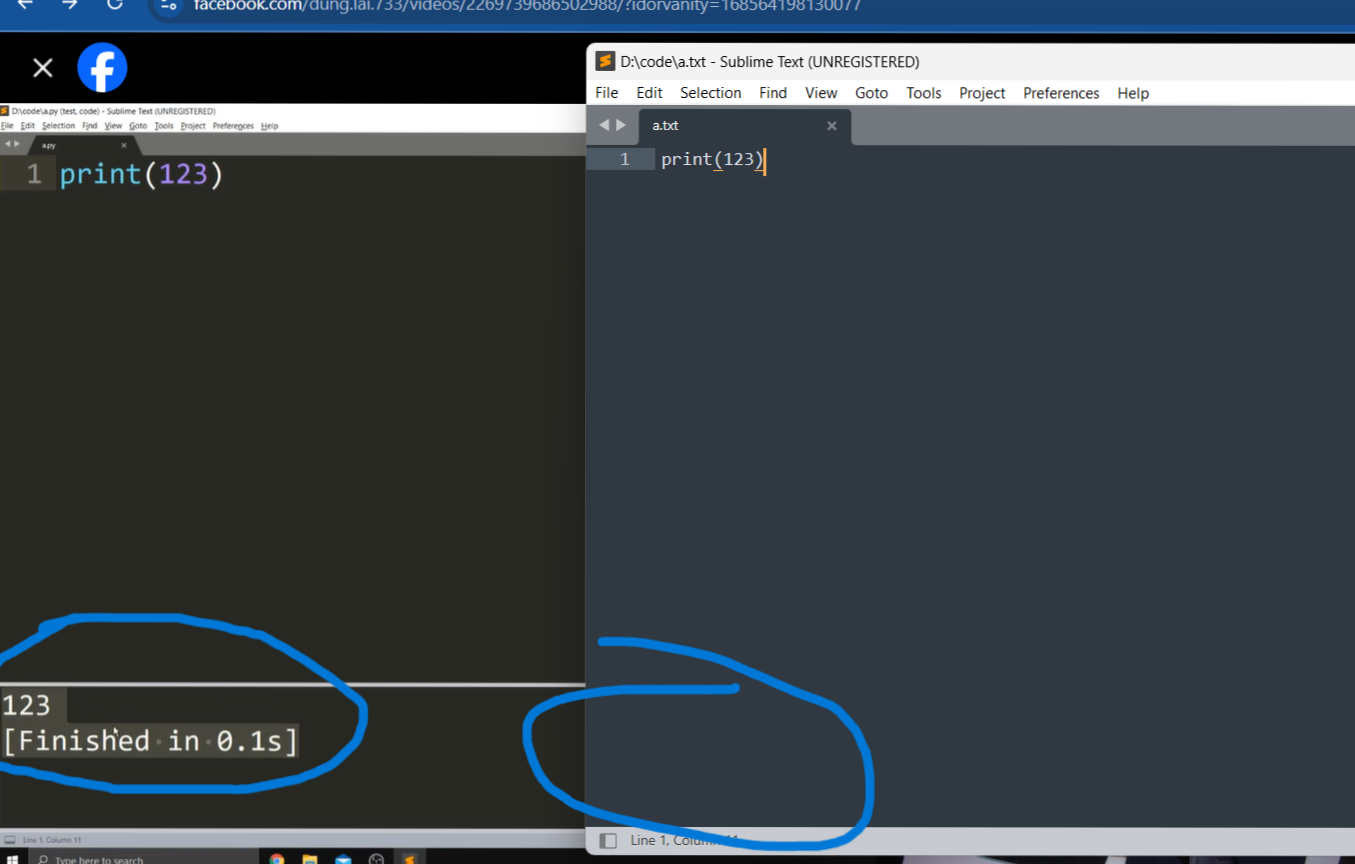 facebook.com/dung.lai.733/videos/2269739686502988/?idorvanity=168564198130077
D:\code\a.py (test, code) - Sublime Text (UNREGISTERED)
File Edit Selection Find View Goto Tools Project Preferences Help
a.py
1 print(123)
123
[Finished in 0.1s]
Line 1, Column 11
Type here to search
D:\code\a.txt - Sublime Text (UNREGISTERED)
File Edit Selection Find View Goto Tools Project Preferences Help
a.txt
1 print(123)
Line 1, Column 11